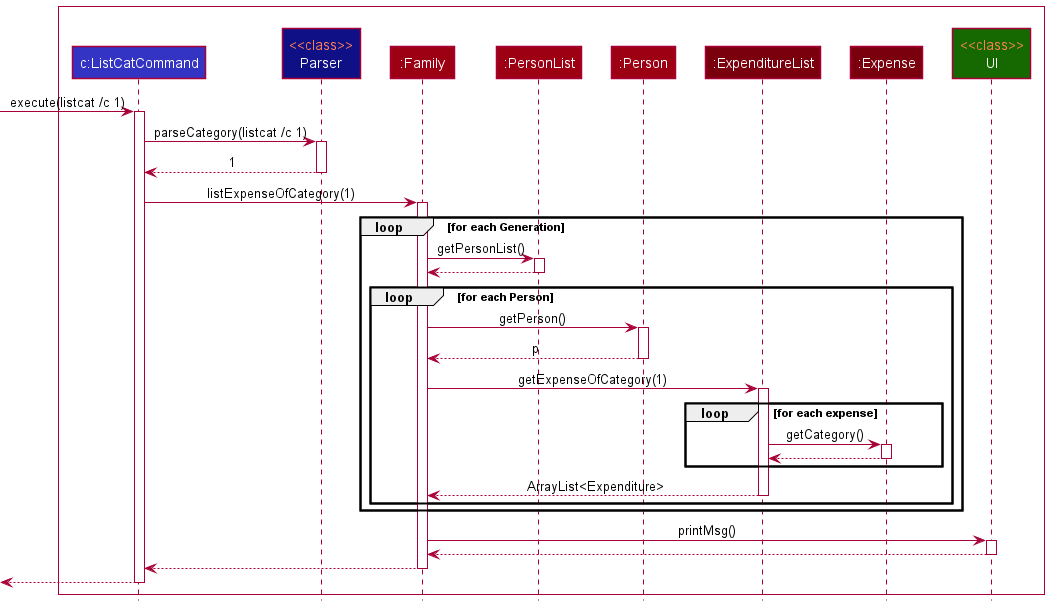 <<class>>
<<class>>
c:ListCatCommand
Parser
:Family
:PersonList
:Person
:ExpenditureList
:Expense
UI
execute(listcat /c 1)
parseCategory(listcat /c 1)
1
listExpenseOfCategory(1)
loop
[for each Generation]
getPersonList()
loop
[for each Person]
getPerson()
p
getExpenseOfCategory(1)
loop
[for each expense]
getCategory()
ArrayList<Expenditure>
printMsg()